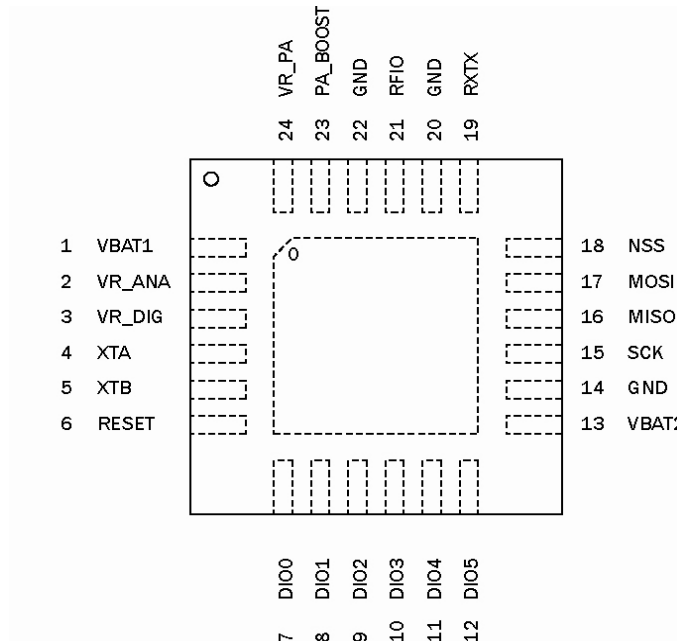 VR_PA
PA_BOOST
GND
RFIO
GND
RXTX
24
23
22
21
20
19
1 VBAT1
2 VR_ANA
3 VR_DIG
4 XTA
5 XTB
6 RESET
0
18 NSS
17 MOSI
16 MISO
15 SCK
14 GND
13 VBAT2
DIO0
DIO1
DIO2
DIO3
DIO4
DIO5
7
8
9
10
11
12